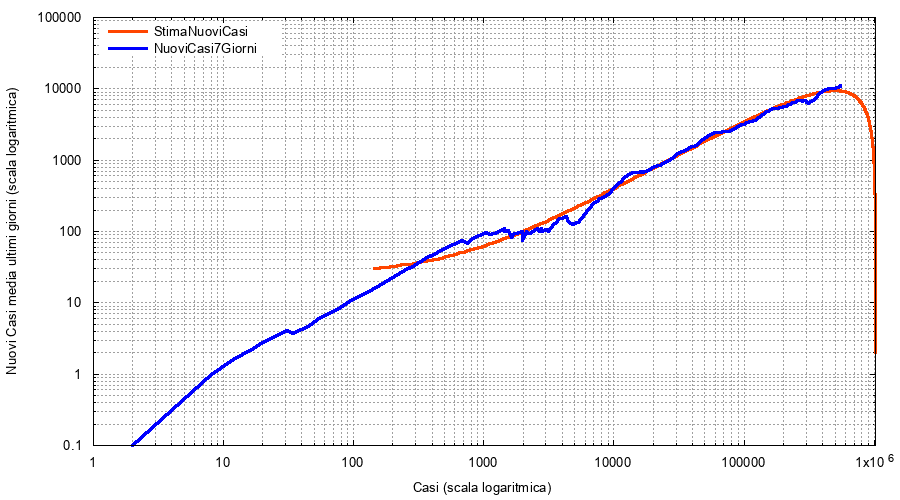 100000
StimaNuoviCasi
NuoviCasi7Giorni
10000
1000
100
10
1
0.1
Nuovi Casi media ultimi giorni (scala logaritmica)
1
10
100
1000
10000
100000
1x10 6
Casi (scala logaritmica)